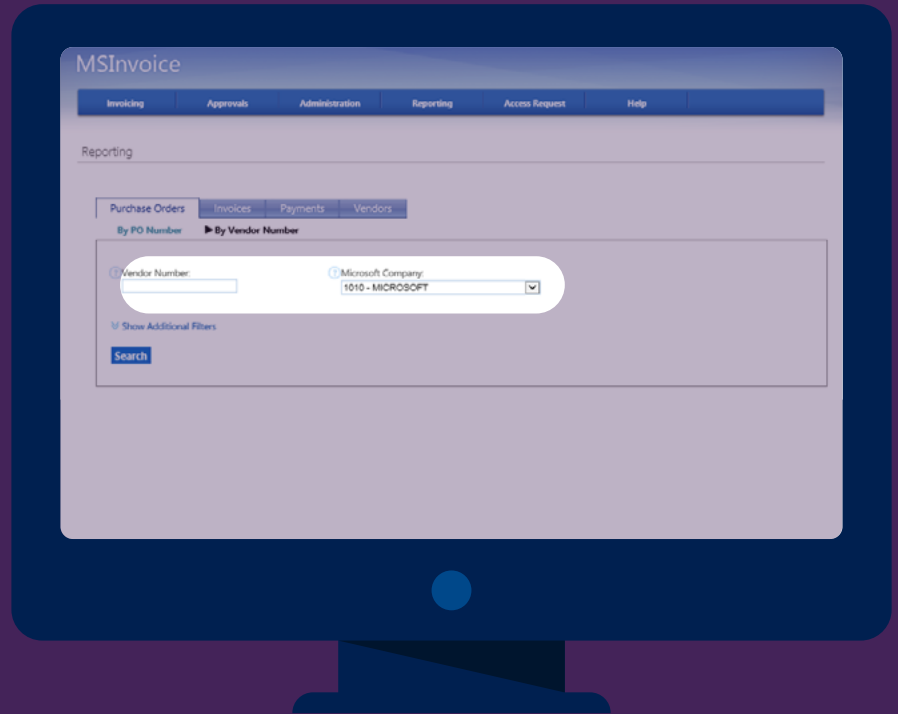 MSInvoice
Invoicing Approvals Administration Reporting Access Request Help
Reporting
Purchase Orders Invoices Payments Vendors
By PO Number By Vendor Number
Vendor Number: Microsoft Company:
1010 - MICROSOFT
Show Additional Filters
Search